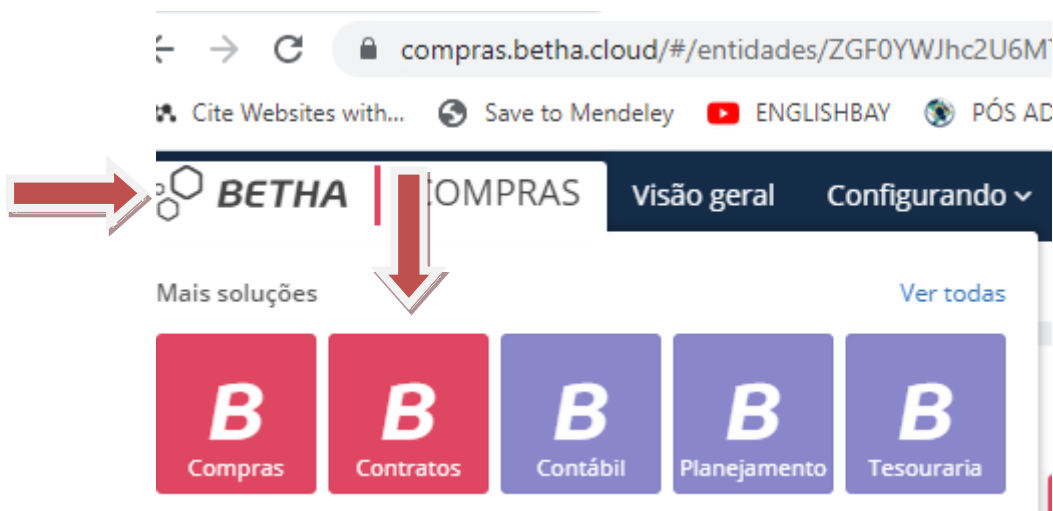 compras.betha.cloud/#/entidades/ZGF0YWJhc2U6M
Cite Websites with... Save to Mendeley ENGLISHBAY PÓS AD
BETHA COMPRAS Visão geral Configurando
Mais soluções Ver todas
B B B B B
Compras Contratos Contábil Planejamento Tesouraria